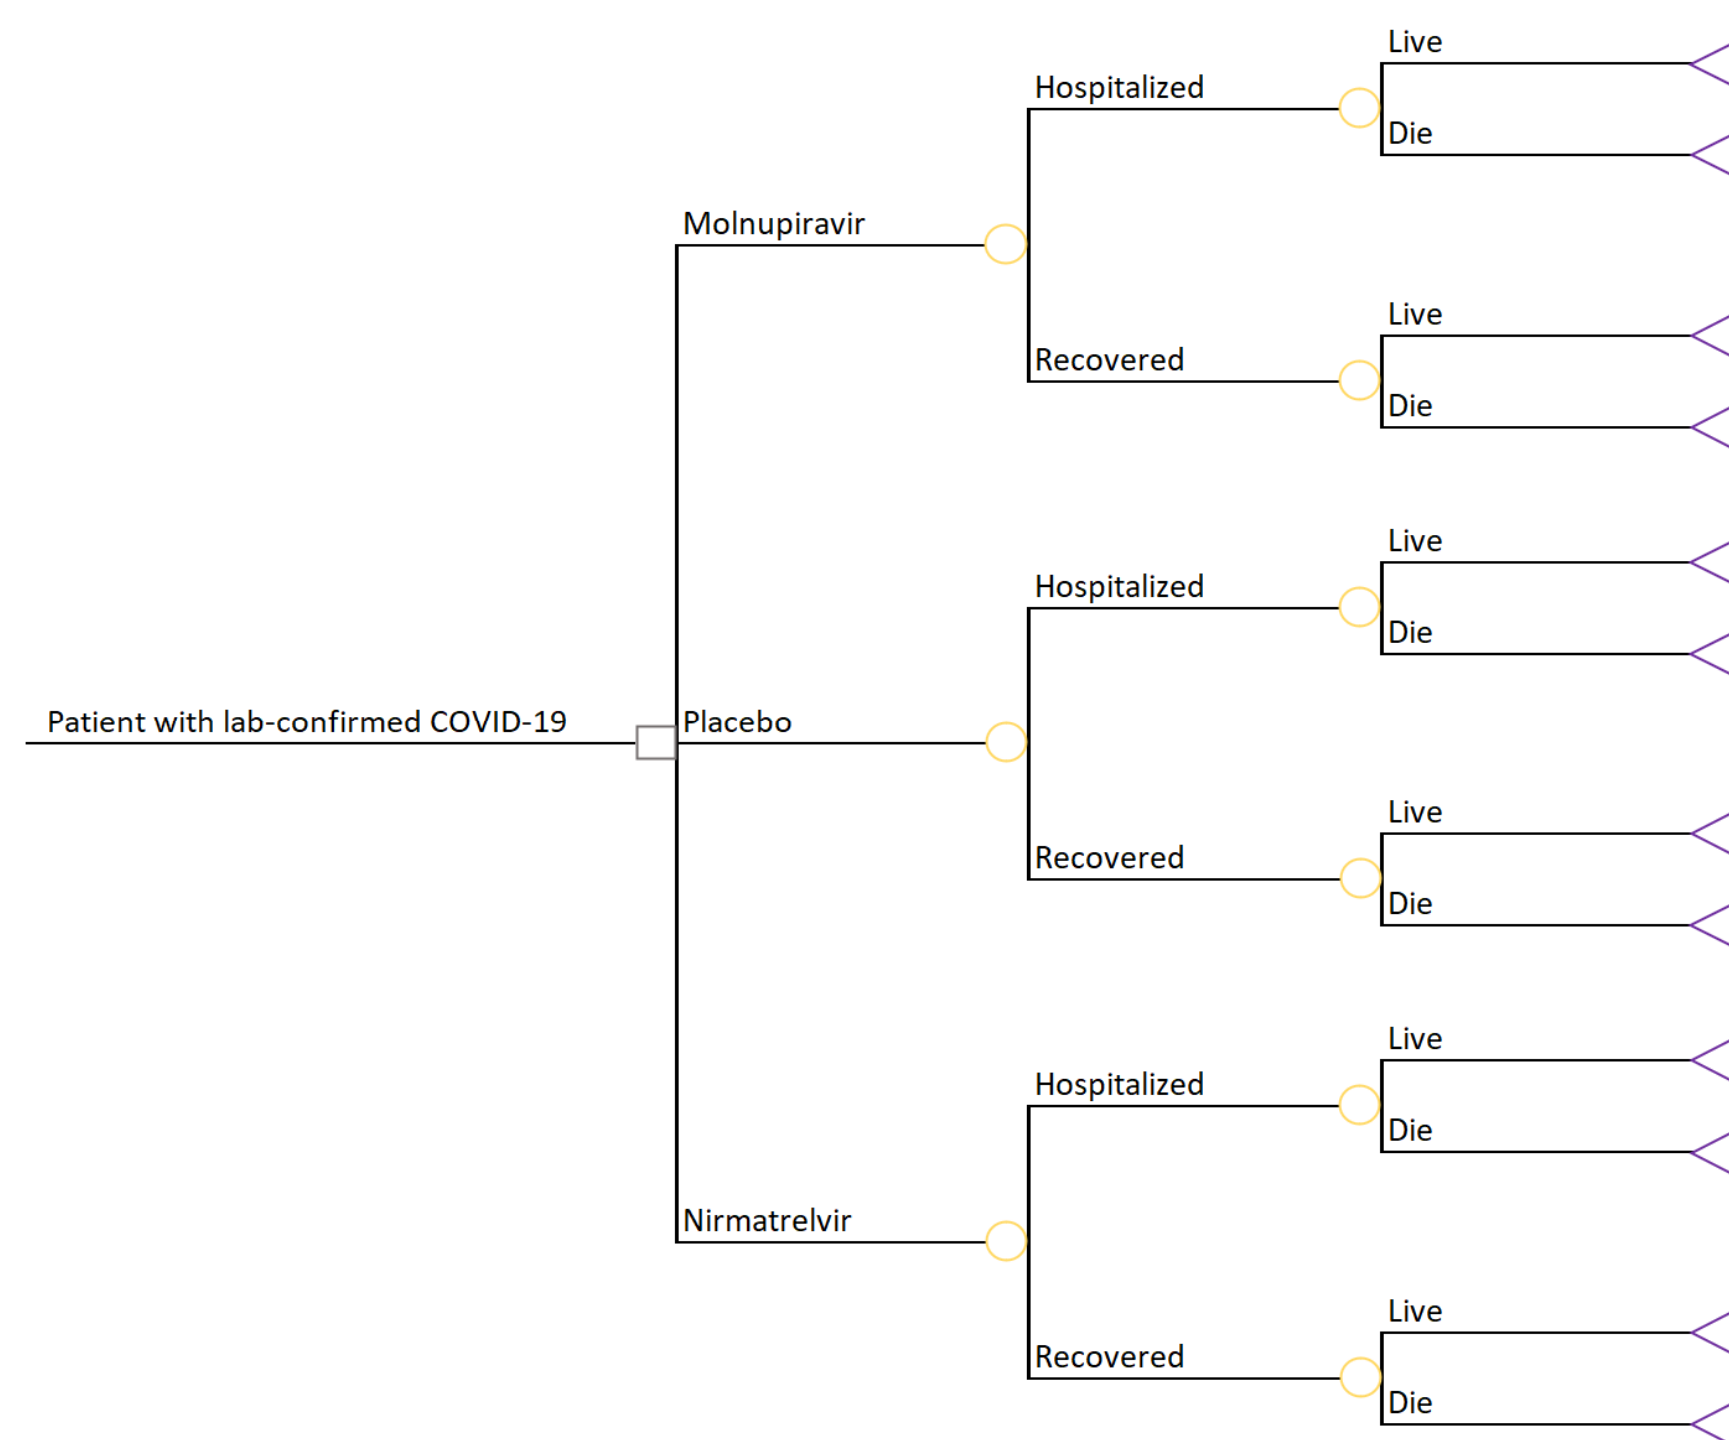 Live
Hospitalized
Die
Molnupiravir
Live
Recovered
Die
Live
Hospitalized
Die
Patient with lab-confirmed COVID-19
Placebo
Live
Recovered
Die
Live
Hospitalized
Die
Nirmatrelvir
Live
Recovered
Die